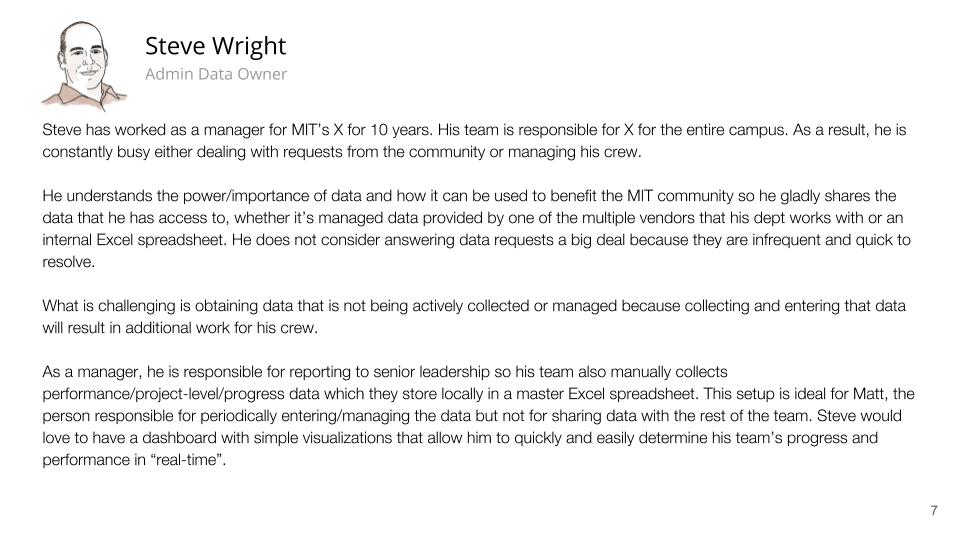 Steve Wright
Admin Data Owner
Steve has worked as a manager for MIT’s X for 10 years. His team is responsible for X for the entire campus. As a result, he is
constantly busy either dealing with requests from the community or managing his crew.
He understands the power/importance of data and how it can be used to benefit the MIT community so he gladly shares the
data that he has access to, whether it’s managed data provided by one of the multiple vendors that his dept works with or an
internal Excel spreadsheet. He does not consider answering data requests a big deal because they are infrequent and quick to
resolve.
What is challenging is obtaining data that is not being actively collected or managed because collecting and entering that data
will result in additional work for his crew.
As a manager, he is responsible for reporting to senior leadership so his team also manually collects
performance/project-level/progress data which they store locally in a master Excel spreadsheet. This setup is ideal for Matt, the
person responsible for periodically entering/managing the data but not for sharing data with the rest of the team. Steve would
love to have a dashboard with simple visualizations that allow him to quickly and easily determine his team’s progress and
performance in “real-time”.
7